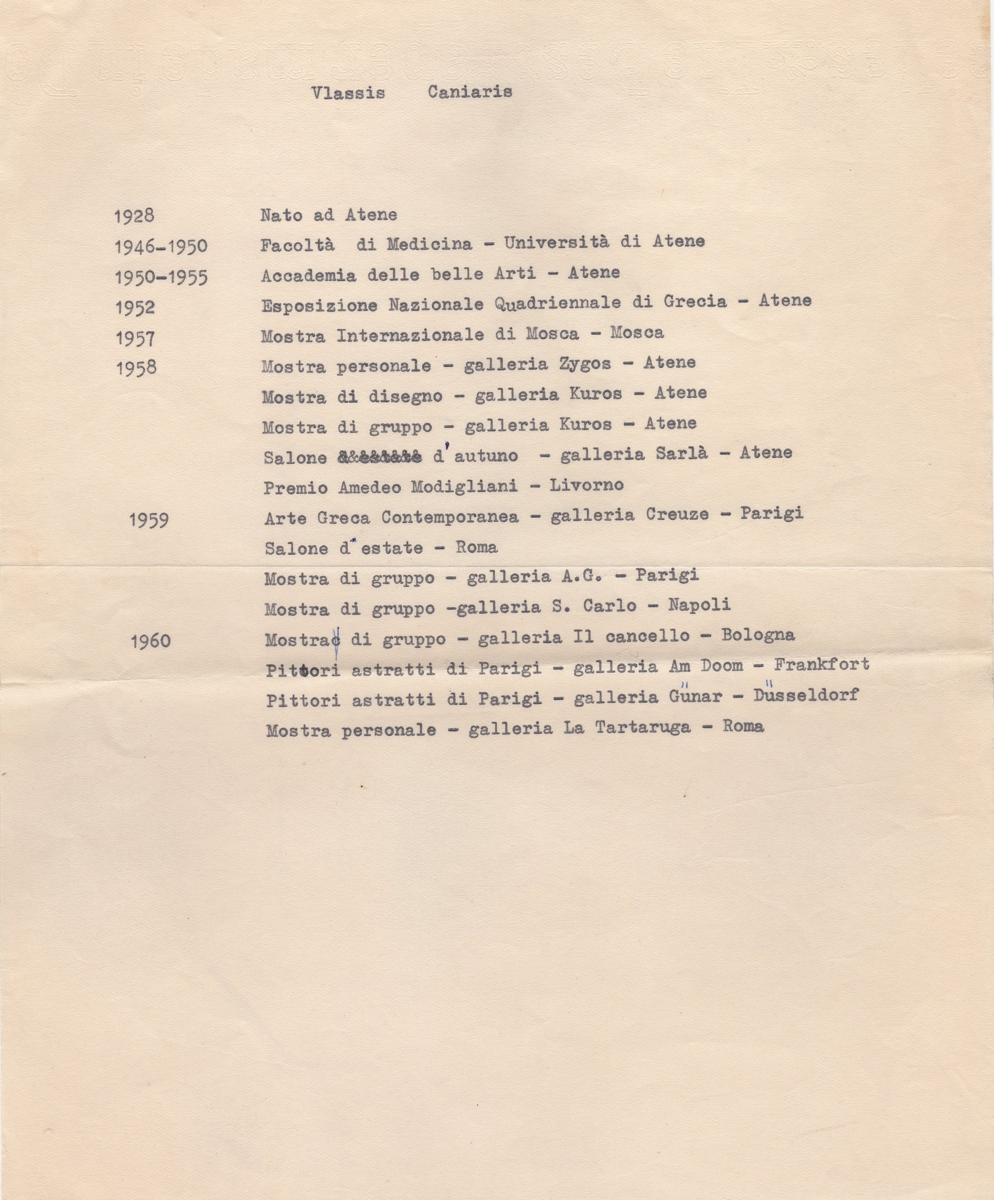 Vlassis Caniaris
1928 Nato ad Atene
1946-1950 Facoltà di Medicina - Università di Atene
1950-1955 Accademia delle belle Arti - Atene
1952 Esposizione Nazionale Quadriennale di Grecia - Atene
1957 Mostra Internazionale di Mosca - Mosca
1958 Mostra personale - galleria Zygos - Atene
Mostra di disegno - galleria Kuros - Atene
Mostra di gruppo - galleria Kuros - Atene
Salone d'autuno - galleria Sarlà - Atene
Premio Amedeo Modigliani - Livorno
1959 Arte Greca Contemporanea - galleria Creuze - Parigi
Salone d'estate - Roma
Mostra di gruppo - galleria A.G. - Parigi
Mostra di gruppo -galleria S. Carlo - Napoli
1960 Mostra di gruppo - galleria Il cancello - Bologna
Pittori astratti di Parigi - galleria Am Doom - Frankfort
Pittori astratti di Parigi - galleria Günar - Düsseldorf
Mostra personale - galleria La Tartaruga - Roma